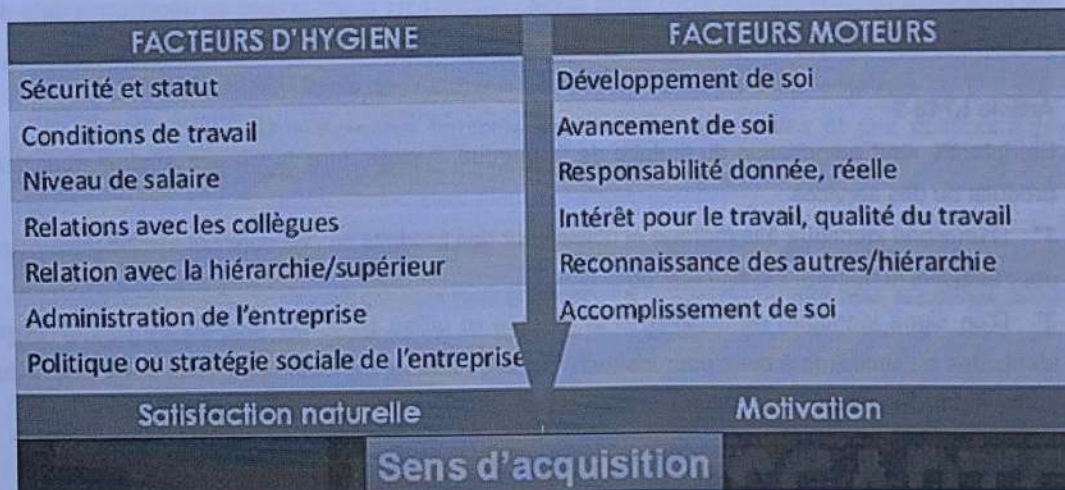 FACTEURS D'HYGIENE
Sécurité et statut
Conditions de travail
Niveau de salaire
Relations avec les collègues
Relation avec la hiérarchie/supérieur
Administration de l'entreprise
Politique ou stratégie sociale de l'entreprise
Satisfaction naturelle
FACTEURS MOTEURS
Développement de soi
Avancement de soi
Responsabilité donnée, réelle
Intérêt pour le travail, qualité du travail
Reconnaissance des autres/hiérarchie
Accomplissement de soi
Motivation
Sens d'acquisition